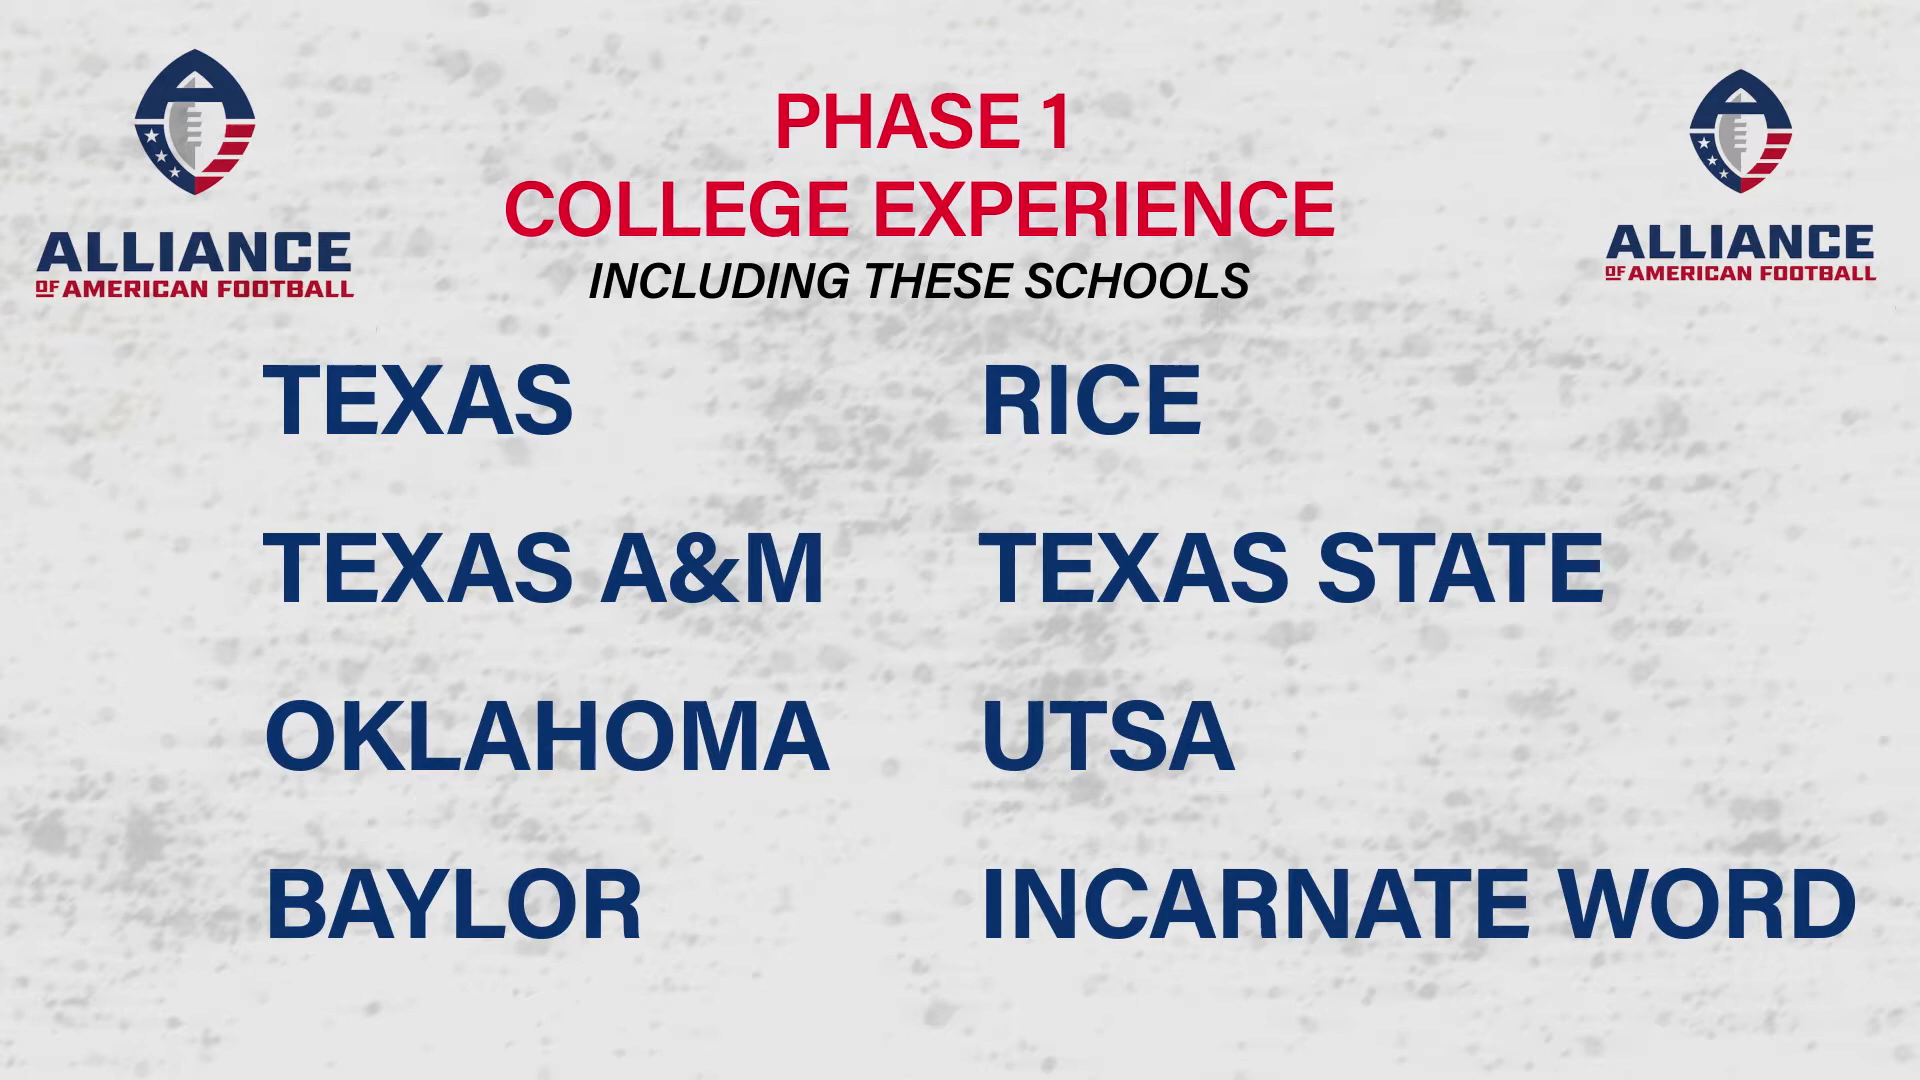 ALLIANCE
OF AMERICAN FOOTBALL
PHASE 1
COLLEGE EXPERIENCE
INCLUDING THESE SCHOOLS
ALLIANCE
OF AMERICAN FOOTBALL
TEXAS
TEXAS A&M
OKLAHOMA
BAYLOR
RICE
TEXAS STATE
UTSA
INCARNATE WORD